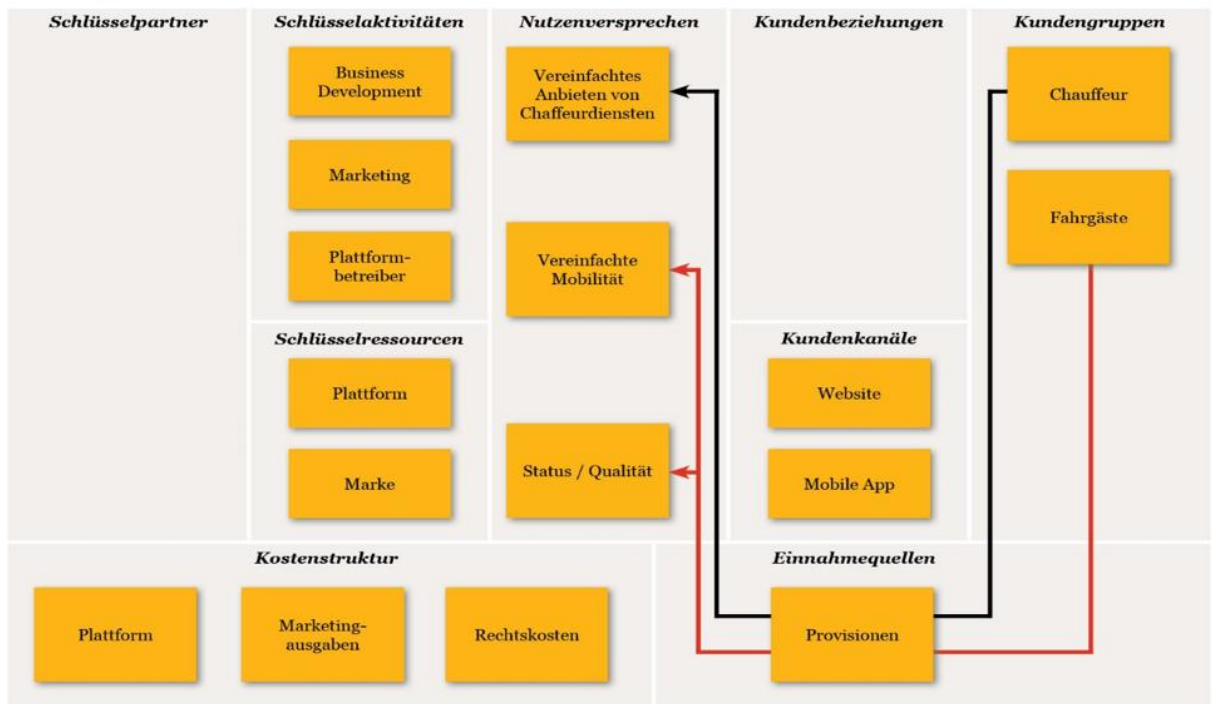 Schlüsselpartner
Schlüsselaktivitäten
Business
Development
Marketing
Plattform-
betreiber
Schlüsselressourcen
Plattform
Marke
Nutzenversprechen
Vereinfachtes
Anbieten von
Chaffeurdiensten
Vereinfachte
Mobilität
Status / Qualität
Kundenbeziehungen
Kundenkanäle
Website
Mobile App
Kundengruppen
Chauffeur
Fahrgäste
Kostenstruktur
Plattform
Marketing-
ausgaben
Rechtskosten
Einnahmequellen
Provisionen